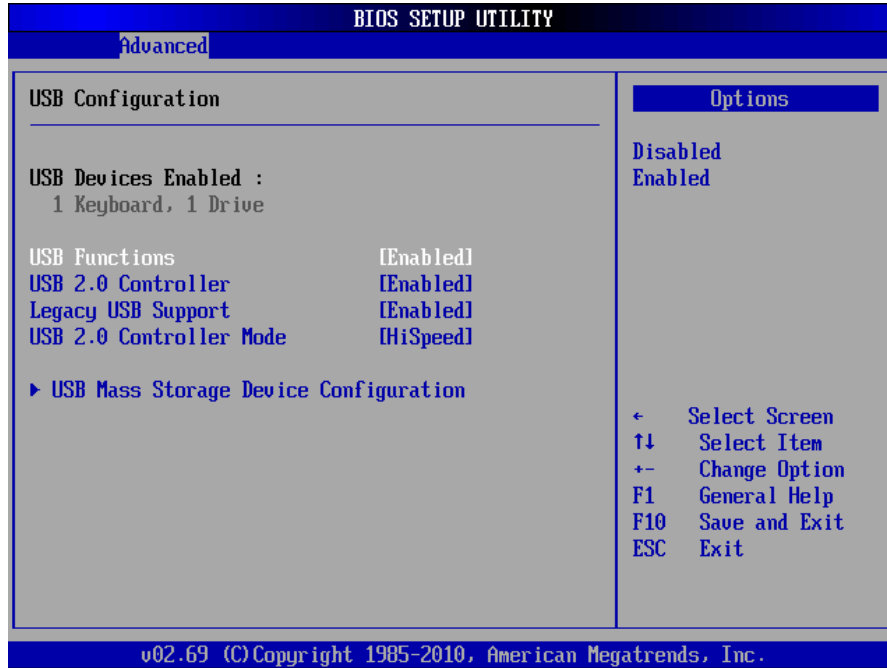 BIOS SETUP UTILITY
Advanced
USB Configuration
USB Devices Enabled :
1 Keyboard, 1 Drive
USB Functions [Enabled]
USB 2.0 Controller [Enabled]
Legacy USB Support [Enabled]
USB 2.0 Controller Mode [HiSpeed]
▶ USB Mass Storage Device Configuration
Options
Disabled
Enabled
← Select Screen
↑↓ Select Item
+- Change Option
F1 General Help
F10 Save and Exit
ESC Exit
v02.69 (C)Copyright 1985-2010, American Megatrends, Inc.